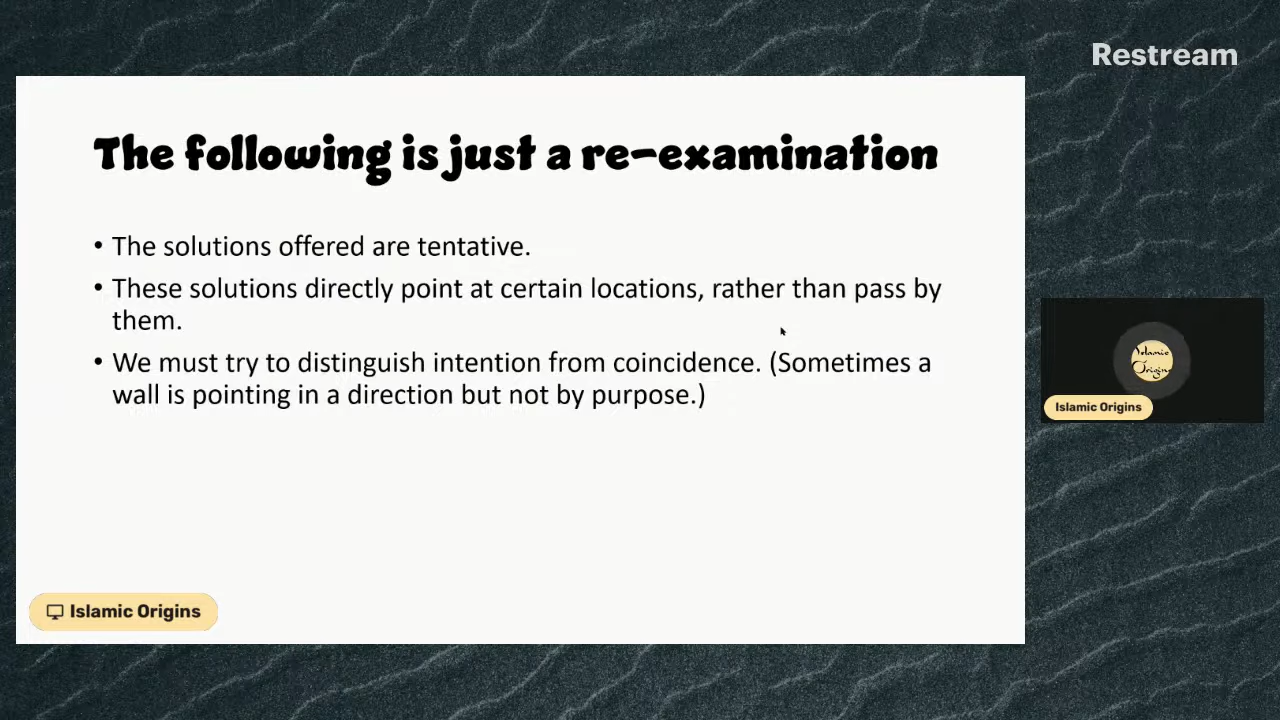 Restream
The following is just a re-examination
• The solutions offered are tentative.
• These solutions directly point at certain locations, rather than pass by
them.
• We must try to distinguish intention from coincidence. (Sometimes a
wall is pointing in a direction but not by purpose.)
Islamic
Origins
Islamic Origins
Islamic Origins